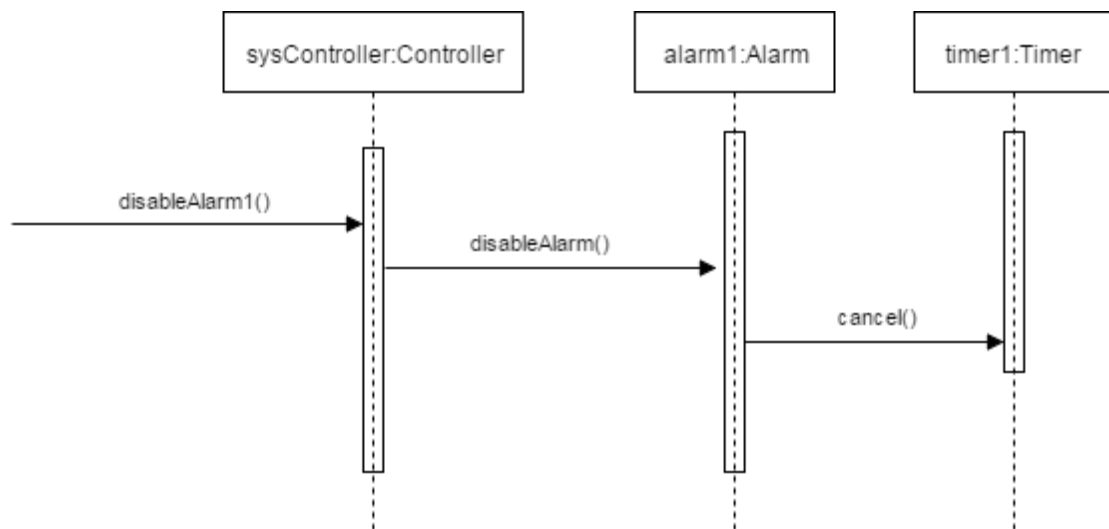 sysController:Controller
alarm1:Alarm
timer1:Timer
disableAlarm1()
disableAlarm()
cancel()